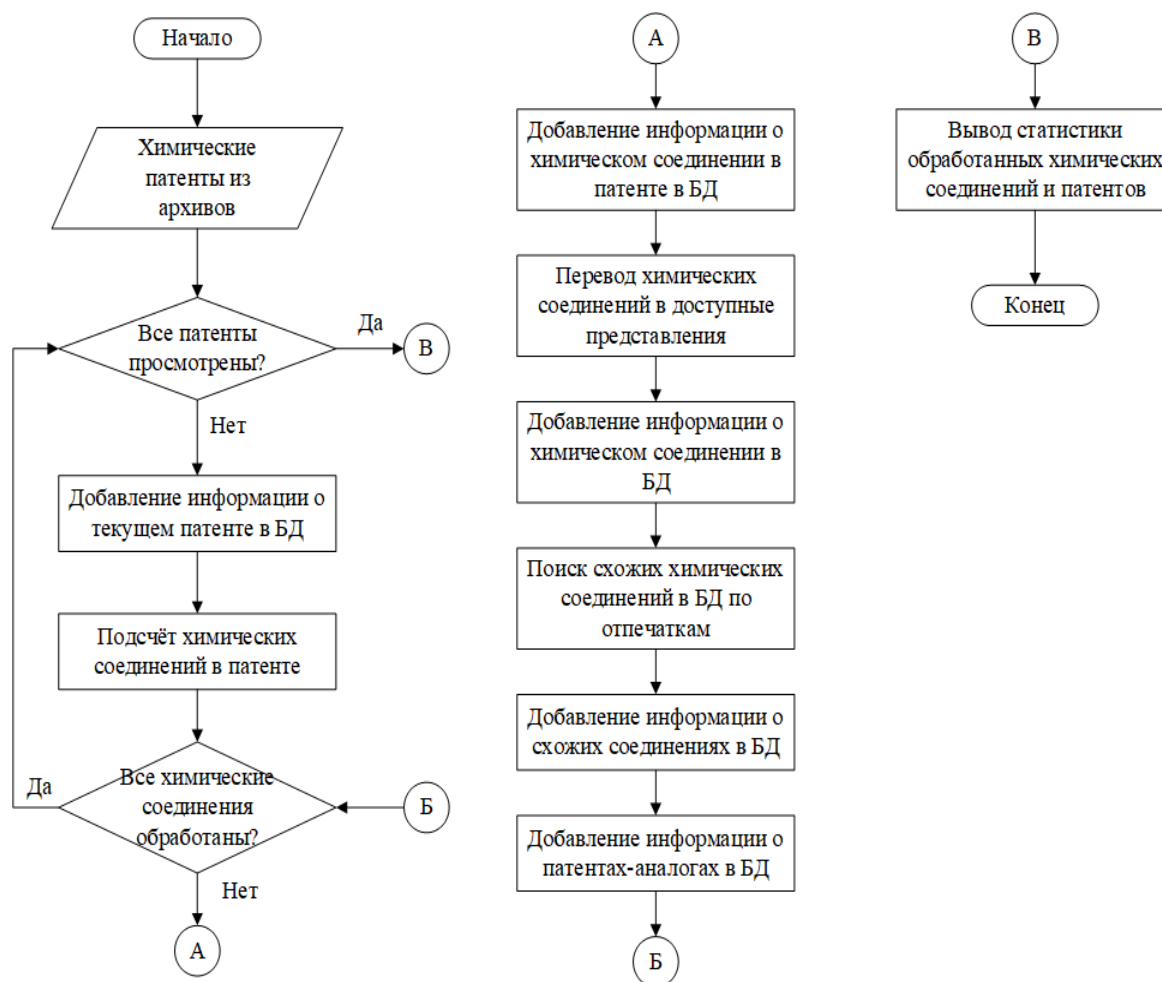 Начало
Химические
патенты из
архивов
Все патенты
просмотрены?
Да
В
Нет
Добавление информации о
текущем патенте в БД
Подсчёт химических
соединений в патенте
Все химические
соединения
обработаны?
Да
Б
Нет
А
А
Добавление информации о
химическом соединении в
патенте в БД
Перевод химических
соединений в доступные
представления
Добавление информации о
химическом соединении в
БД
Поиск схожих химических
соединений в БД по
отпечаткам
Добавление информации о
схожих соединениях в БД
Добавление информации о
патентах-аналогах в БД
Б
В
Вывод статистики
обработанных химических
соединений и патентов
Конец